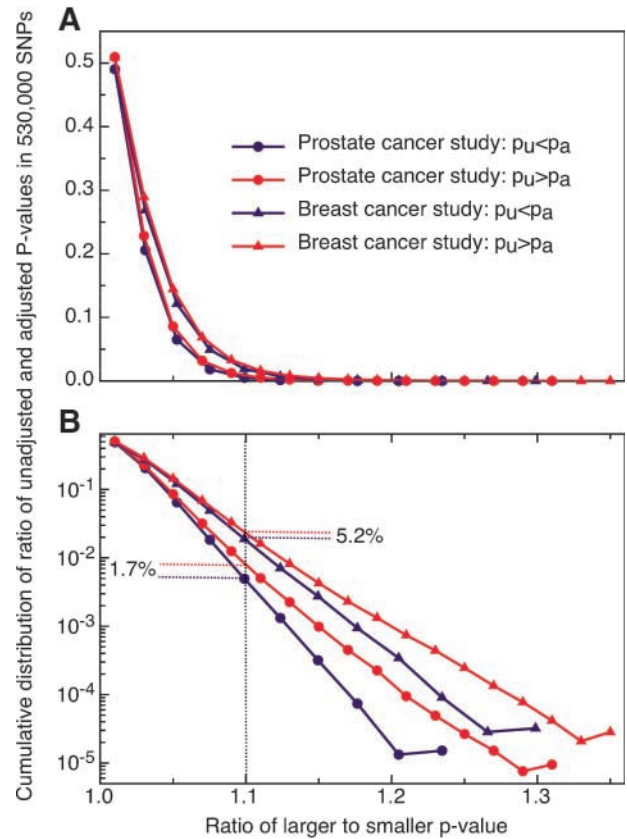 A
0.5
0.4
0.3
0.2
0.1
0.0
Prostate cancer study: pu<pa
Prostate cancer study: pu>pa
Breast cancer study: pu<pa
Breast cancer study: pu>pa
B
10-1
10-2
10-3
10-4
10-5
5.2%
1.7%
1.0
1.1
1.2
1.3
Ratio of larger to smaller p-value
Cumulative distribution of ratio of unadjusted and adjusted P-values in 530,000 SNPs